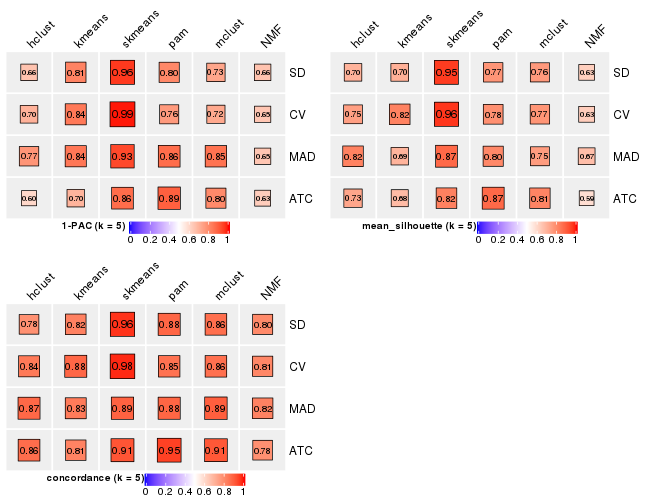 hclust kmeans skmeans pam mclust NMF
0.66 0.81 0.96 0.80 0.73 0.66 SD
0.70 0.84 0.99 0.76 0.72 0.65 CV
0.77 0.84 0.93 0.86 0.85 0.65 MAD
0.60 0.70 0.86 0.89 0.80 0.63 ATC
1-PAC (k = 5)
0 0.2 0.4 0.6 0.8 1
hclust kmeans skmeans pam mclust NMF
0.70 0.70 0.95 0.77 0.76 0.63 SD
0.75 0.82 0.96 0.78 0.77 0.63 CV
0.82 0.69 0.87 0.80 0.75 0.67 MAD
0.73 0.68 0.82 0.87 0.81 0.59 ATC
mean_silhouette (k = 5)
0 0.2 0.4 0.6 0.8 1
hclust kmeans skmeans pam mclust NMF
0.78 0.82 0.96 0.88 0.86 0.80 SD
0.84 0.88 0.98 0.85 0.86 0.81 CV
0.87 0.83 0.89 0.88 0.89 0.82 MAD
0.86 0.81 0.91 0.95 0.91 0.78 ATC
concordance (k = 5)
0 0.2 0.4 0.6 0.8 1